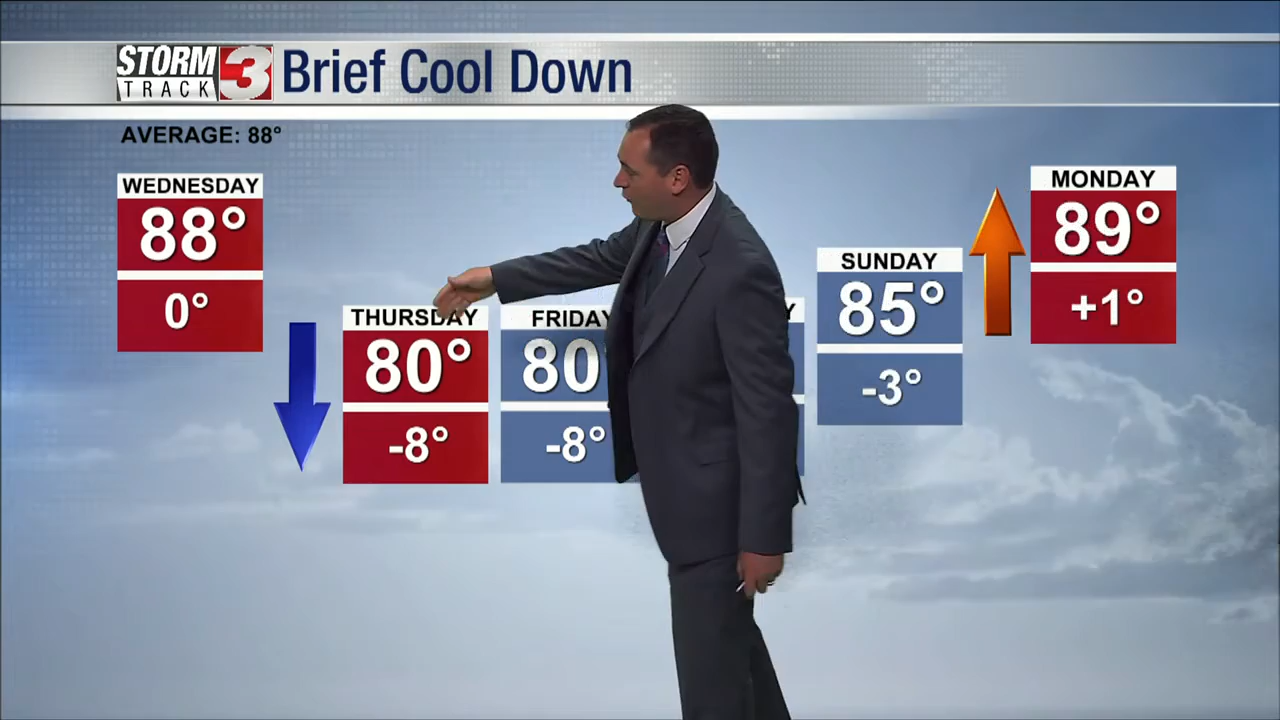 STORM
TRACK
3
Brief Cool Down
AVERAGE: 88°
WEDNESDAY
88°
0°
THURSDAY
80°
-8°
FRIDAY
80
-8°
Y
SUNDAY
85°
-3°
MONDAY
89°
+1°